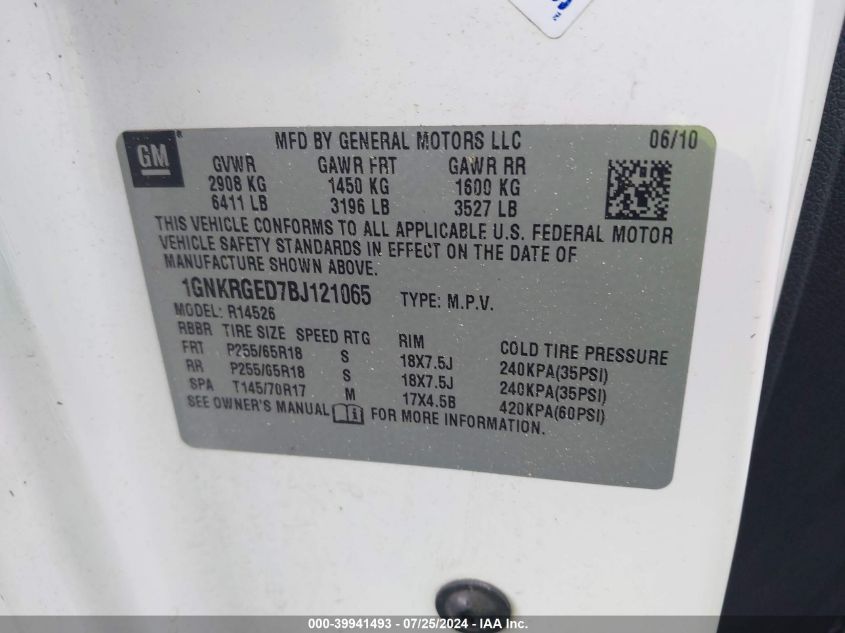 GM
MFD BY GENERAL MOTORS LLC 06/10
GVWR GAWR FRT GAWR RR
2908 KG 1450 KG 1600 KG
6411 LB 3196 LB 3527 LB
THIS VEHICLE CONFORMS TO ALL APPLICABLE U.S. FEDERAL MOTOR
VEHICLE SAFETY STANDARDS IN EFFECT ON THE DATE OF
MANUFACTURE SHOWN ABOVE.
1GNKRGED7BJ121065 TYPE: M.P.V.
MODEL: R14526
RBBR TIRE SIZE SPEED RTG RIM COLD TIRE PRESSURE
FRT P255/65R18 S 18X7.5J 240KPA(35PSI)
RR P255/65R18 S 18X7.5J 240KPA(35PSI)
SPA T145/70R17 M 17X4.5B 420KPA(60PSI)
SEE OWNER'S MANUAL FOR MORE INFORMATION.
000-39941493 - 07/25/2024 - IAA Inc.